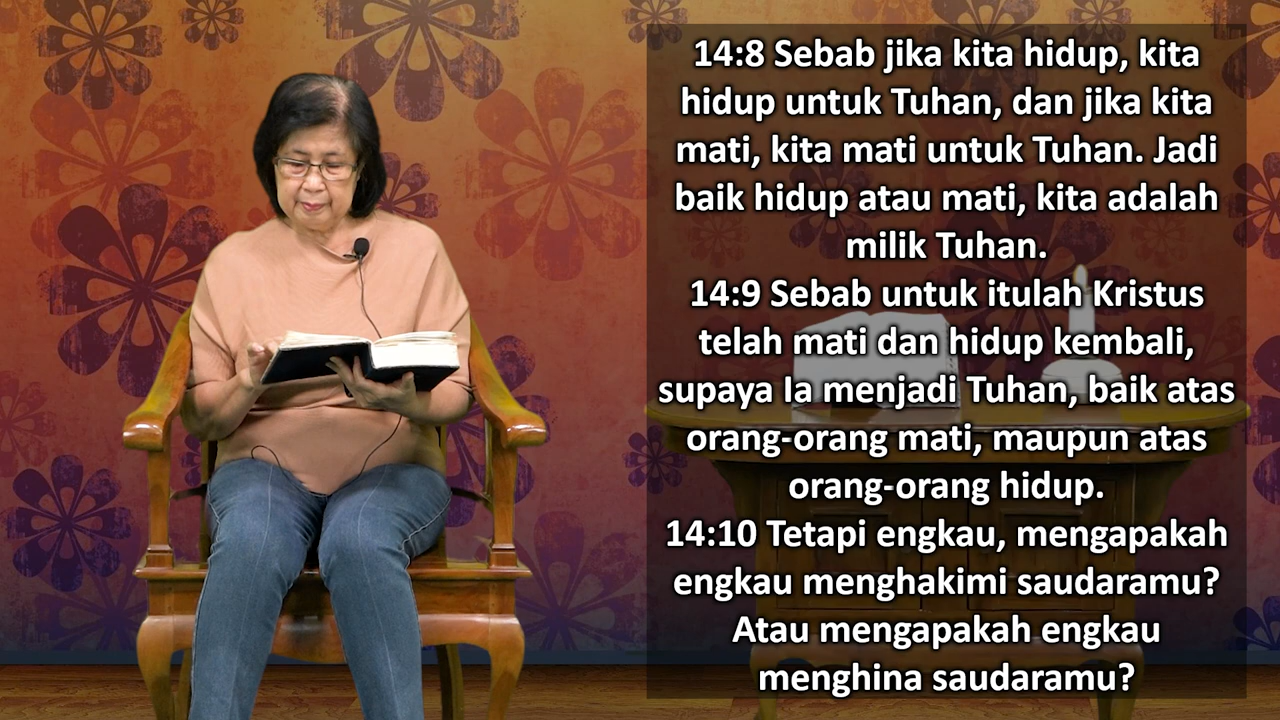 14:8 Sebab jika kita hidup, kita
hidup untuk Tuhan, dan jika kita
mati, kita mati untuk Tuhan. Jadi
baik hidup atau mati, kita adalah
milik Tuhan.
14:9 Sebab untuk itulah Kristus
telah mati dan hidup kembali,
supaya Ia menjadi Tuhan, baik atas
orang-orang mati, maupun atas
orang-orang hidup.
14:10 Tetapi engkau, mengapakah
engkau menghakimi saudaramu?
Atau mengapakah engkau
menghina saudaramu?